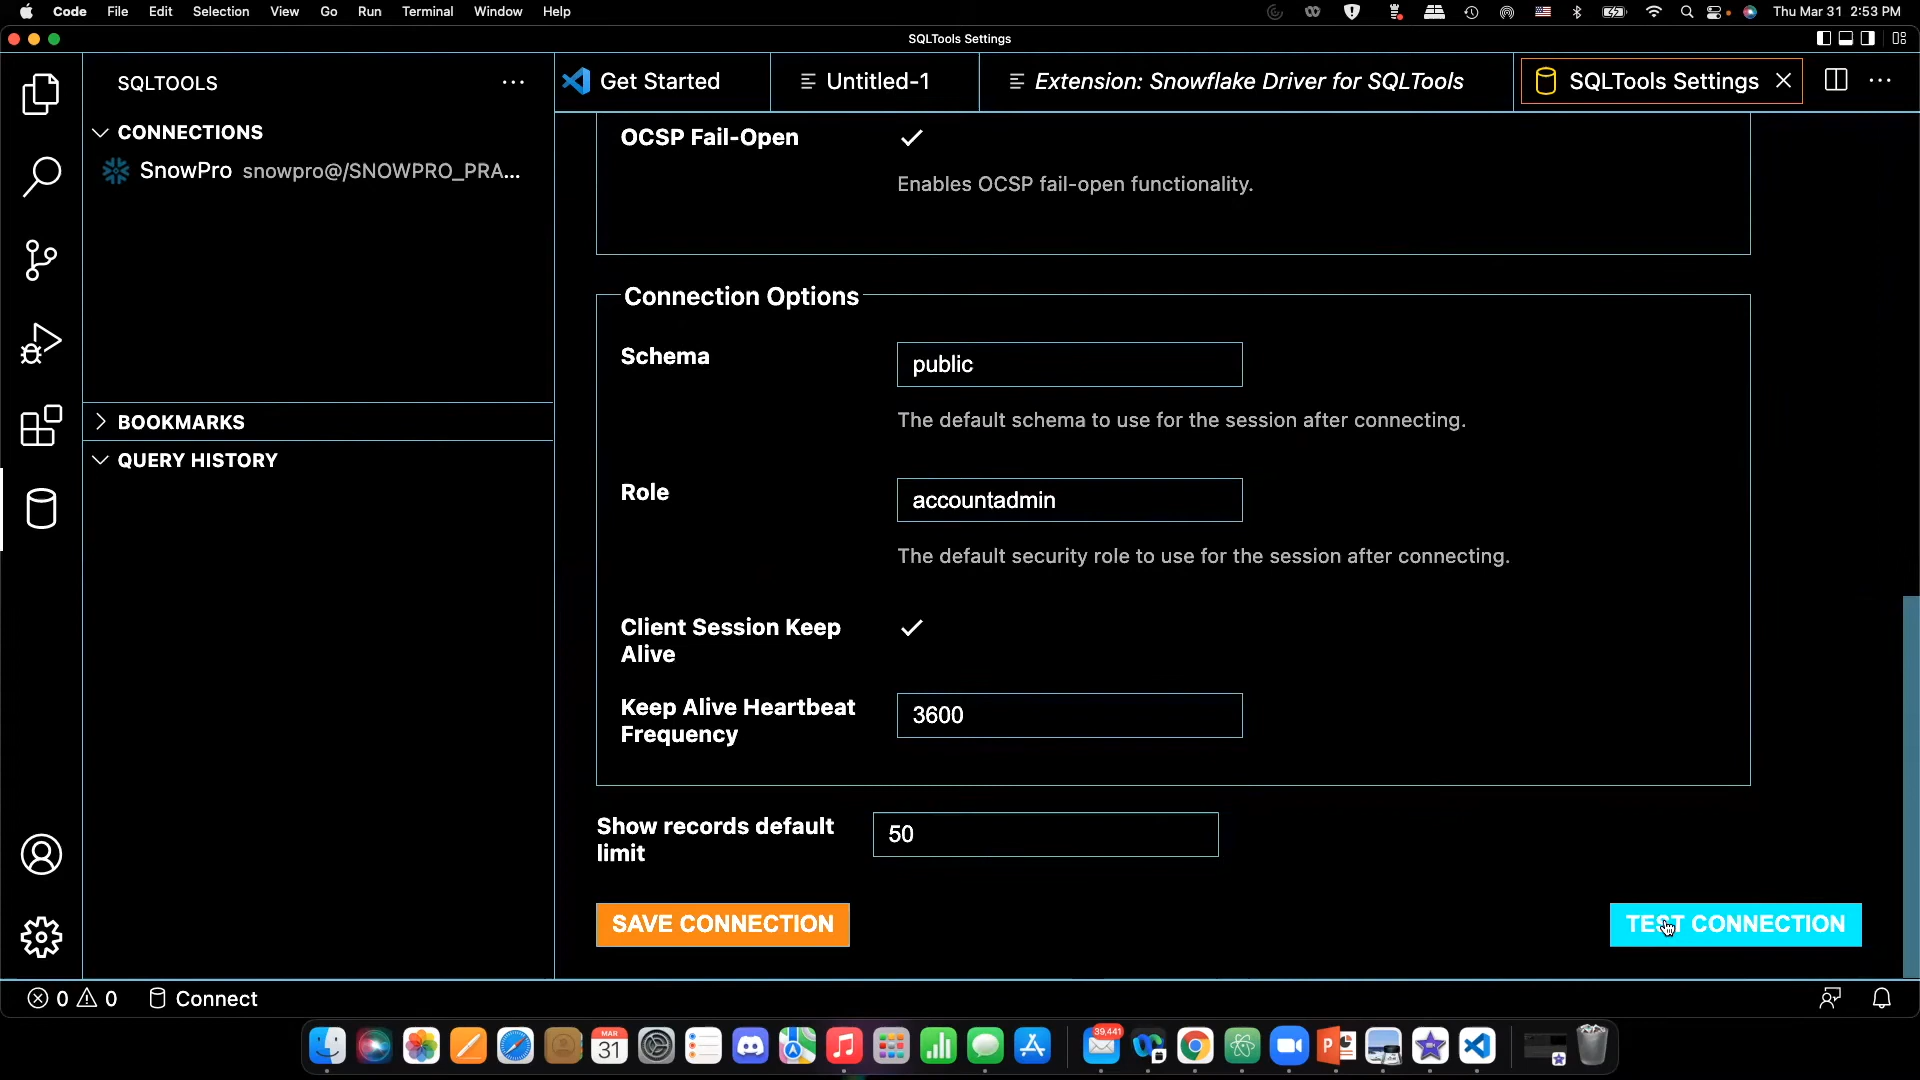 Code File Edit Selection View Go Run Terminal Window Help Thu Mar 31 2:53 PM
SQLTools Settings
SQLTOOLS
Get Started Untitled-1 Extension: Snowflake Driver for SQLTools SQLTools Settings
CONNECTIONS
SnowPro snowpro@/SNOWPRO_PRA...
BOOKMARKS
QUERY HISTORY
OCSP Fail-Open
Enables OCSP fail-open functionality.
Connection Options
Schema
public
The default schema to use for the session after connecting.
Role
accountadmin
The default security role to use for the session after connecting.
Client Session Keep
Alive
Keep Alive Heartbeat
Frequency
3600
Show records default
limit
50
SAVE CONNECTION
TEST CONNECTION
0 0 Connect
MAR
31
39,441
P